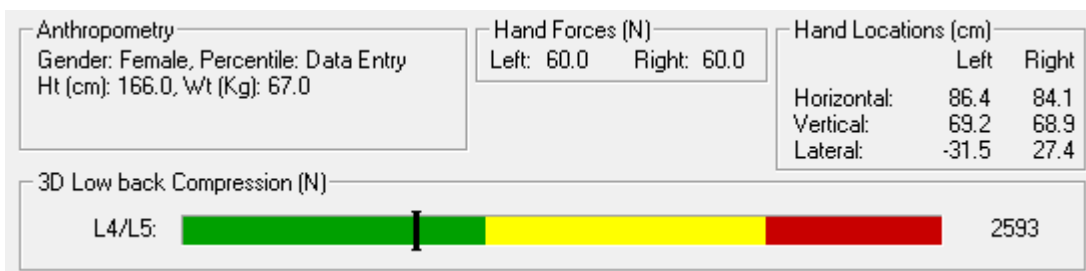 Anthropometry
Gender: Female, Percentile: Data Entry
Ht (cm): 166.0, Wt (Kg): 67.0
Hand Forces (N)
Left: 60.0 Right: 60.0
Hand Locations (cm)
Left Right
Horizontal: 86.4 84.1
Vertical: 69.2 68.9
Lateral: -31.5 27.4
3D Low back Compression (N)
L4/L5: 2593